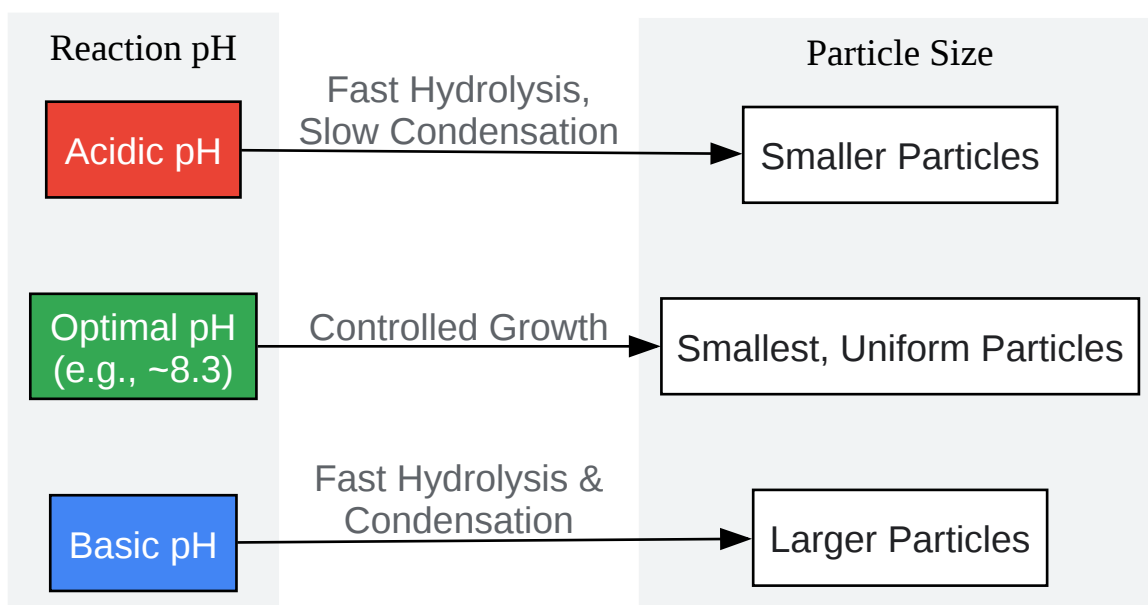 Reaction pH
Particle Size
Fast Hydrolysis,
Slow Condensation
Acidic pH
Smaller Particles
Optimal pH
(e.g., ~8.3)
Controlled Growth
Smallest, Uniform Particles
Fast Hydrolysis &
Condensation
Basic pH
Larger Particles